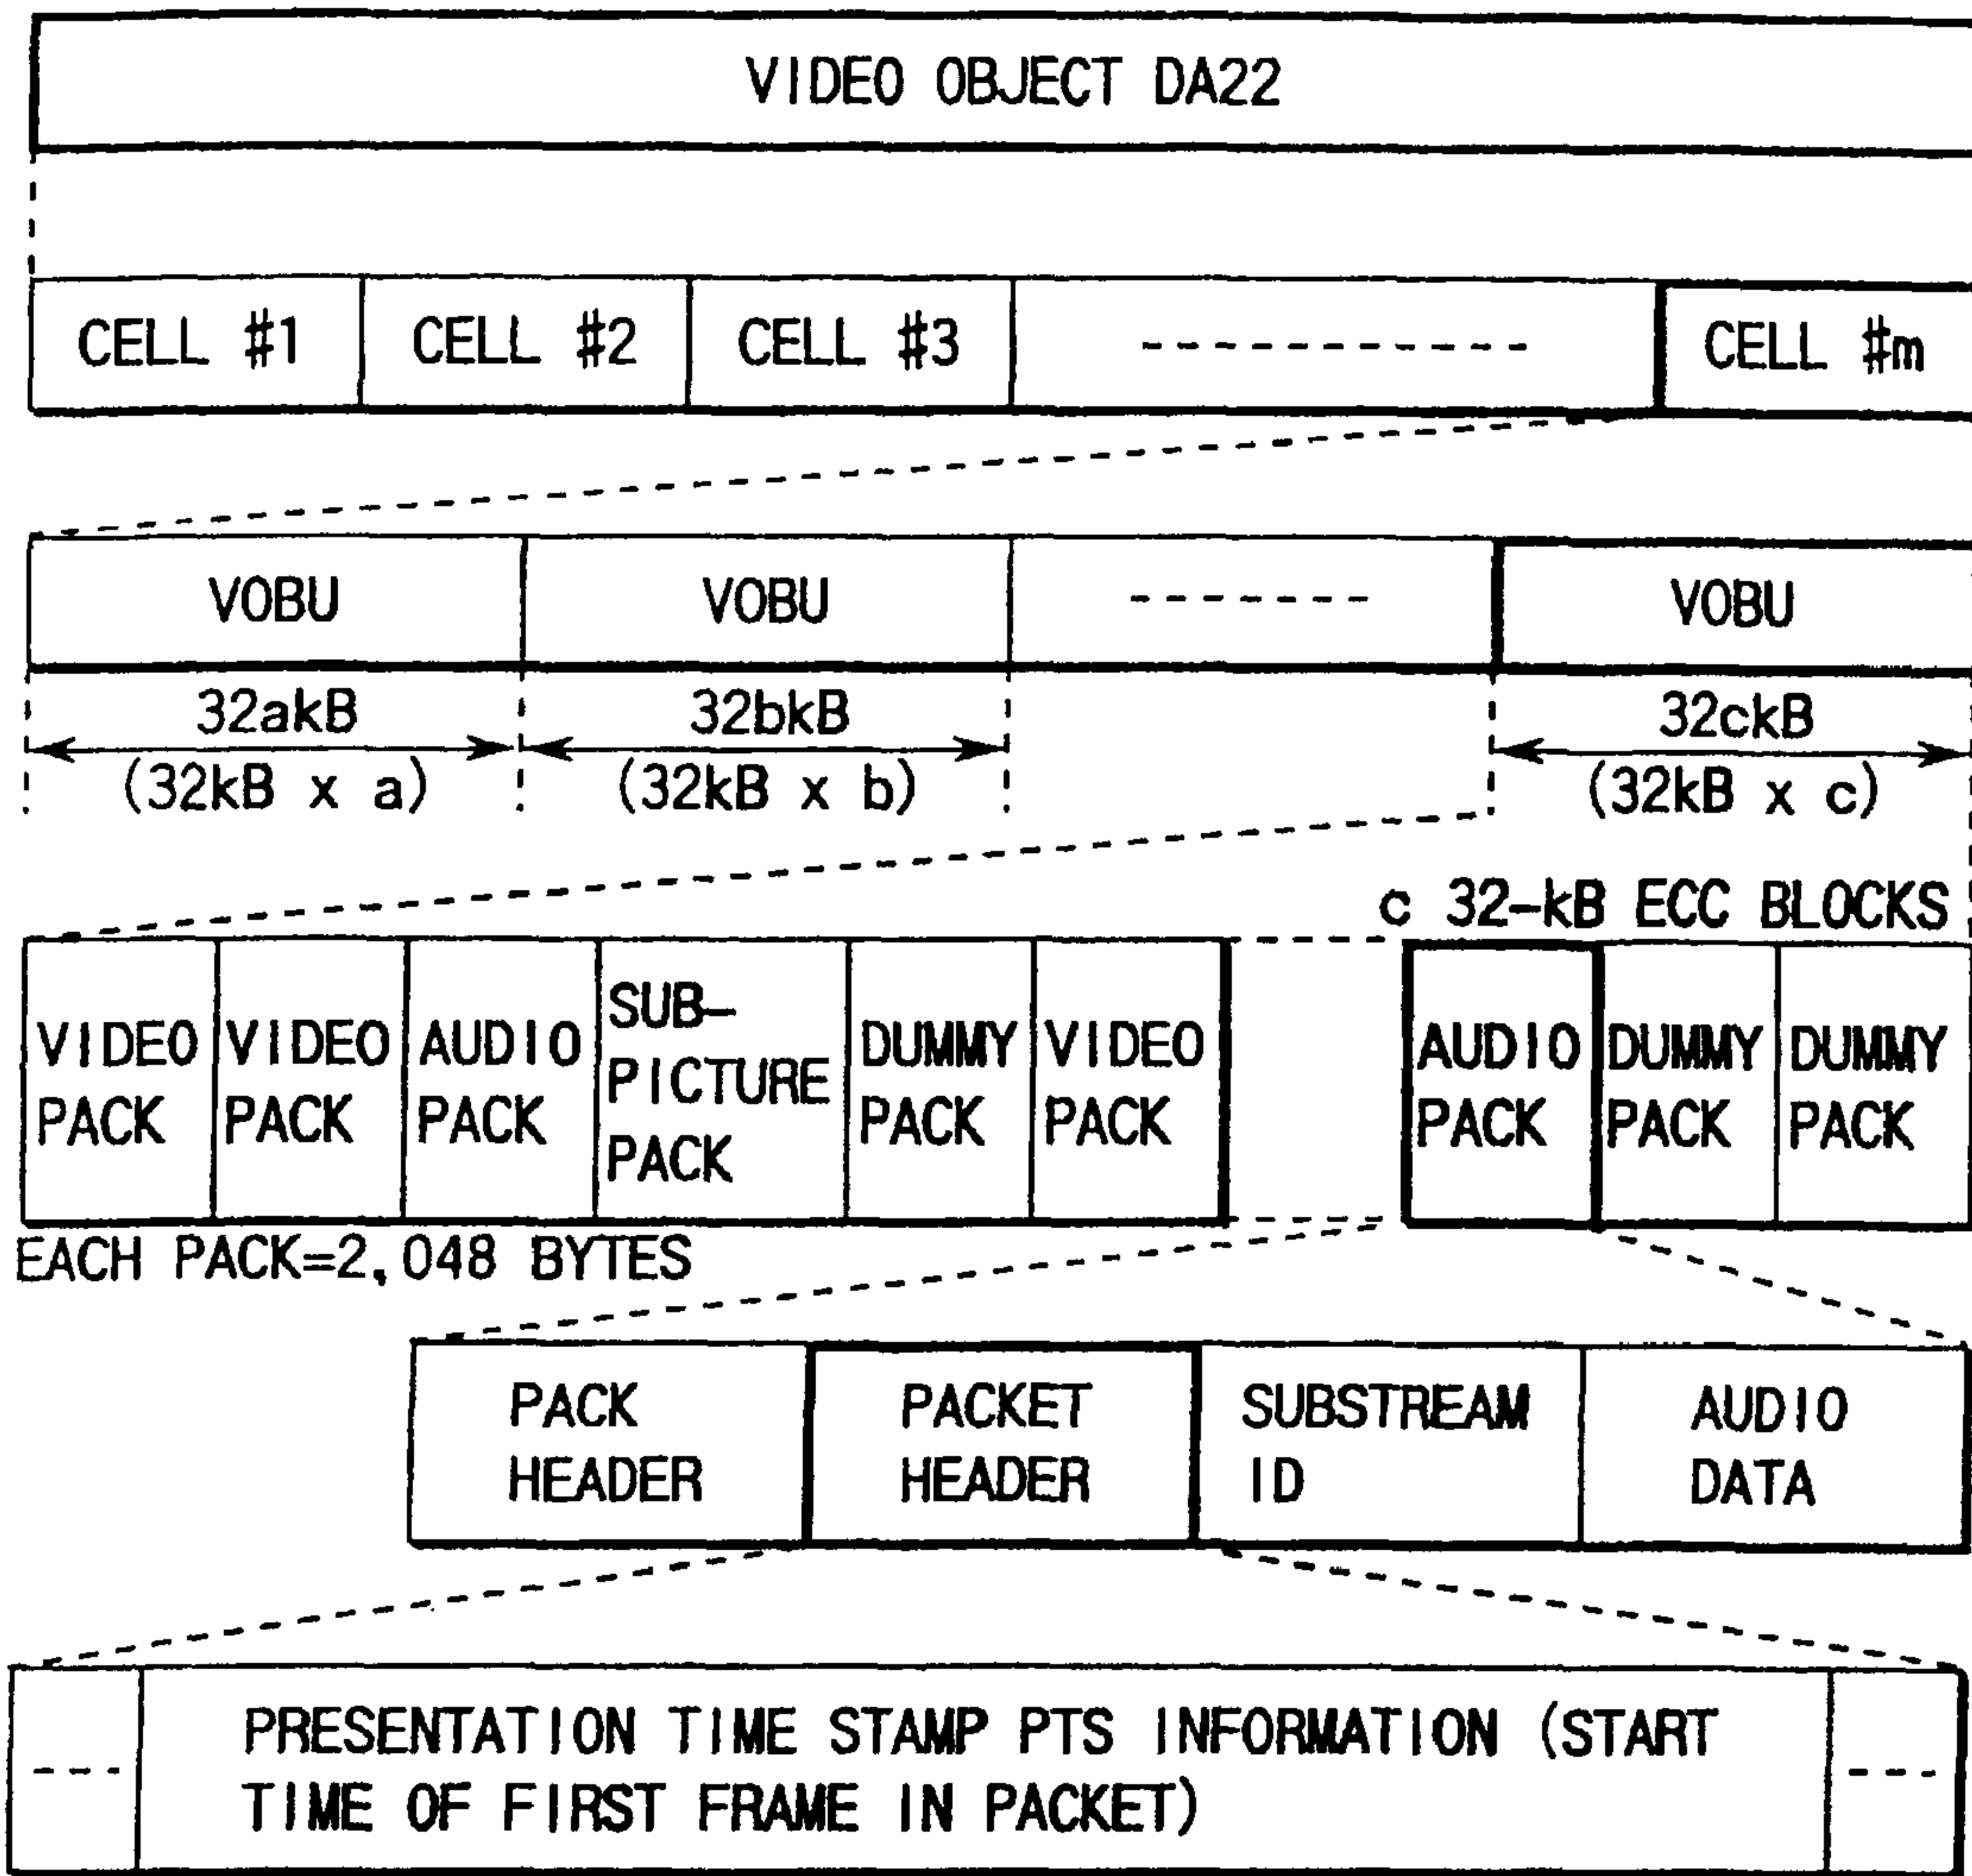 VIDEO OBJECT DA22
CELL #1 CELL #2 CELL #3 ----------- CELL #m
VOBU VOBU ------- VOBU
32akB 32bkB 32ckB
(32kB x a) (32kB x b) (32kB x c)
c 32-kB ECC BLOCKS
VIDEO
PACK
VIDEO
PACK
AUDIO
PACK
SUB-
PICTURE
PACK
DUMMY
PACK
VIDEO
PACK
AUDIO
PACK
DUMMY
PACK
DUMMY
PACK
EACH PACK=2,048 BYTES
PACK
HEADER
PACKET
HEADER
SUBSTREAM
ID
AUDIO
DATA
--- PRESENTATION TIME STAMP PTS INFORMATION (START
TIME OF FIRST FRAME IN PACKET) ---